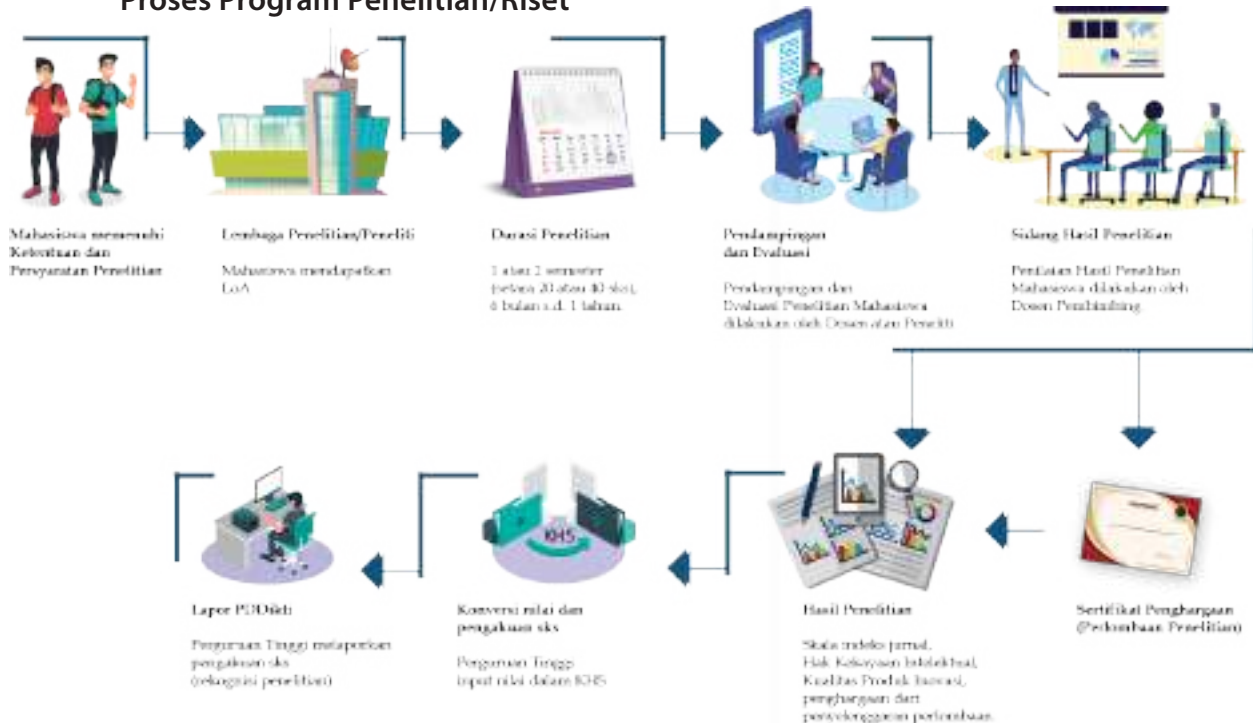 Proses Program Penelitian/Riset
Mahasiswa memenuhi
Ketentuan dan
Persyaratan Penelitian
Lembaga Penelitian/Peneliti
Mahasiswa mendapatkan
LoA
Durasi Penelitian
1 atau 2 semester
(setara 20 atau 40 sks),
6 bulan s.d. 1 tahun.
Pendampingan
dan Evaluasi
Pendampingan dan
Evaluasi Penelitian Mahasiswa
dilakukan oleh Dosen atau Peneliti
Sidang Hasil Penelitian
Penilaian Hasil Penelitian
Mahasiswa dilakukan oleh
Dosen Pembimbing
Lapor PDDikti
Perguruan Tinggi melaporkan
pengakuan sks
(rekognisi penelitian)
KHS
Konversi nilai dan
pengakuan sks
Perguruan Tinggi
input nilai dalam KHS
Hasil Penelitian
Skala indeks jurnal,
Hak Kekayaan Intelektual,
Kualitas Produk Inovasi,
penghargaan dari
penyelenggaran perlombaan.
Sertifikat Penghargaan
(Perlombaan Penelitian)